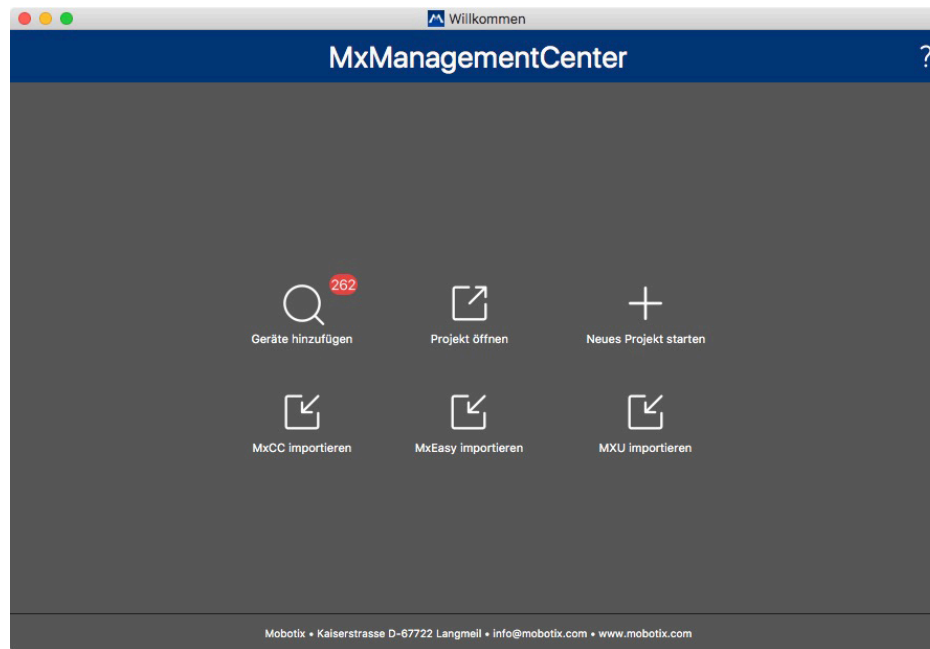 Willkommen
MxManagementCenter
?
262
Geräte hinzufügen
Projekt öffnen
Neues Projekt starten
MxCC importieren
MxEasy importieren
MXU importieren
Mobotix • Kaiserstrasse D-67722 Langmeil • info@mobotix.com • www.mobotix.com